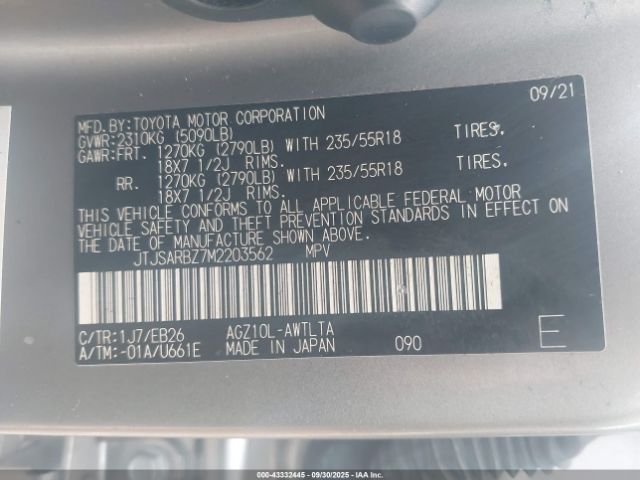 09/21
MFD.BY:TOYOTA MOTOR CORPORATION
GVWR:2310KG (5090LB)
GAWR:FRT. 1270KG (2790LB) WITH 235/55R18 TIRES.
18X7 1/2J RIMS.
RR. 1270KG (2790LB) WITH 235/55R18 TIRES.
18X7 1/2J RIMS.
THIS VEHICLE CONFORMS TO ALL APPLICABLE FEDERAL MOTOR
VEHICLE SAFETY AND THEFT PREVENTION STANDARDS IN EFFECT ON
THE DATE OF MANUFACTURE SHOWN ABOVE.
JTJSARBZ7M2203562 MPV
C/TR:1J7/EB26 AGZ10L-AWTLTA E
A/TM:-01A/U661E MADE IN JAPAN 090
000-43332445 - 09/30/2025 - IAA, Inc.